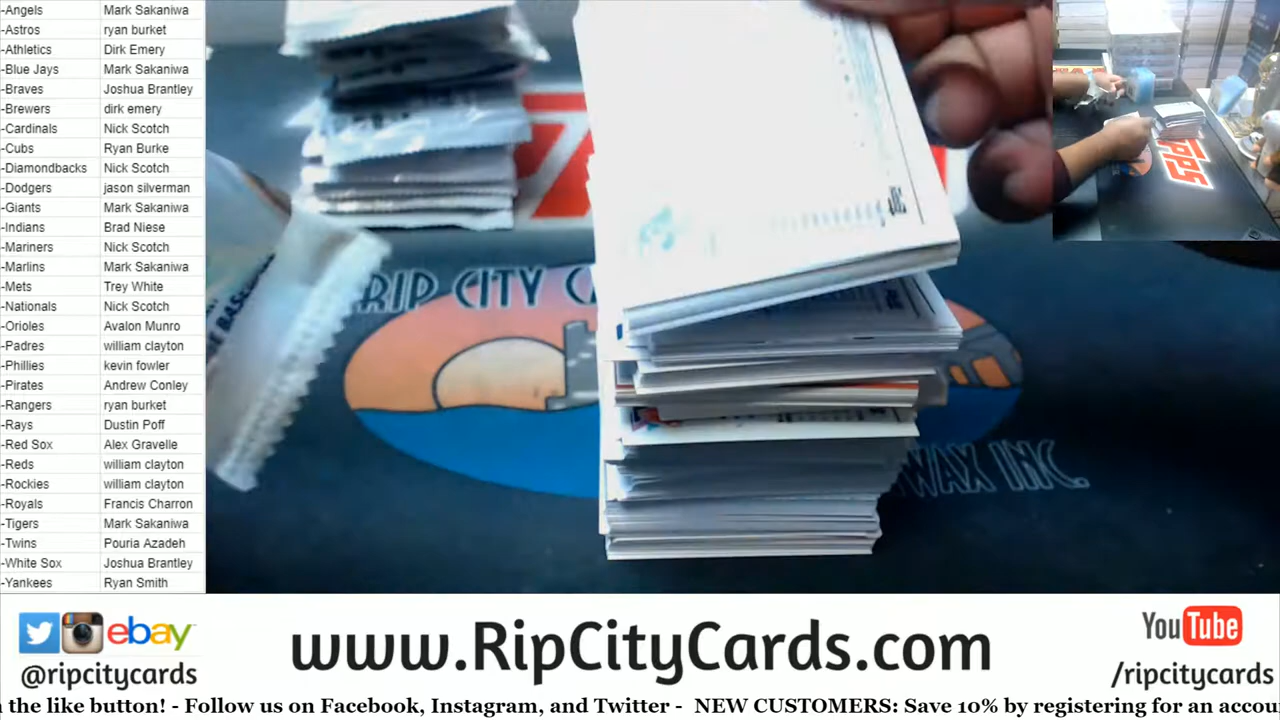 -Angels Mark Sakaniwa
-Astros ryan burket
-Athletics Dirk Emery
-Blue Jays Mark Sakaniwa
-Braves Joshua Brantley
-Brewers dirk emery
-Cardinals Nick Scotch
-Cubs Ryan Burke
-Diamondbacks Nick Scotch
-Dodgers jason silverman
-Giants Mark Sakaniwa
-Indians Brad Niese
-Mariners Nick Scotch
-Marlins Mark Sakaniwa
-Mets Trey White
-Nationals Nick Scotch
-Orioles Avalon Munro
-Padres william clayton
-Phillies kevin fowler
-Pirates Andrew Conley
-Rangers ryan burket
-Rays Dustin Poff
-Red Sox Alex Gravelle
-Reds william clayton
-Rockies william clayton
-Royals Francis Charron
-Tigers Mark Sakaniwa
-Twins Pouria Azadeh
-White Sox Joshua Brantley
-Yankees Ryan Smith
RIP CITY C
WAX INC.
ebay
@ripcitycards
www.RipCityCards.com
YouTube
/ripcitycards
n the like button! - Follow us on Facebook, Instagram, and Twitter - NEW CUSTOMERS: Save 10% by registering for an accou